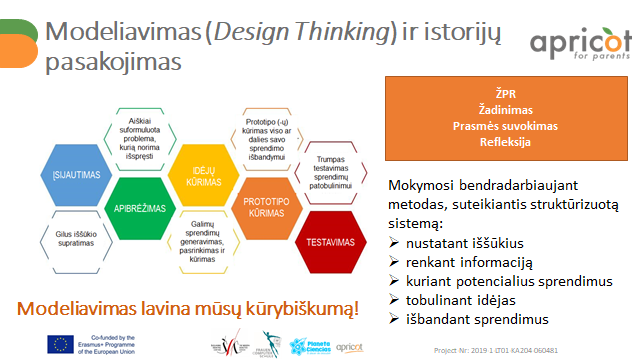 Modeliavimas (Design Thinking) ir istorijų
pasakojimas
apricot
for parents
Aiškiai
suformuluota
problema,
kurią norima
išspręsti
Prototipo (-ų)
kūrimas viso ar
dalies savo
sprendimo
išbandymui
ĮSIJAUTIMAS
IDĖJŲ
KŪRIMAS
Trumpas
testavimas
sprendimų
patobulinimui
APIBRĖŽIMAS
PROTOTIPO
KŪRIMAS
Gilus iššūkio
supratimas
Galimų
sprendimų
generavimas,
pasirinkimas ir
kūrimas
TESTAVIMAS
Modeliavimas lavina mūsų kūrybiškumą!
ŽPR
Žadinimas
Prasmės suvokimas
Refleksija
Mokymosi bendradarbiaujant
metodas, suteikiantis struktūrizuotą
sistemą:
➢ nustatant iššūkius
➢ renkant informaciją
➢ kuriant potencialius sprendimus
➢ tobulinant idėjas
➢ išbandant sprendimus
Co-funded by the
Erasmus+ Programme
of the European Union
Planeta
Ciencias
apricot
Project Nr: 2019-1-LT01-KA204-060481